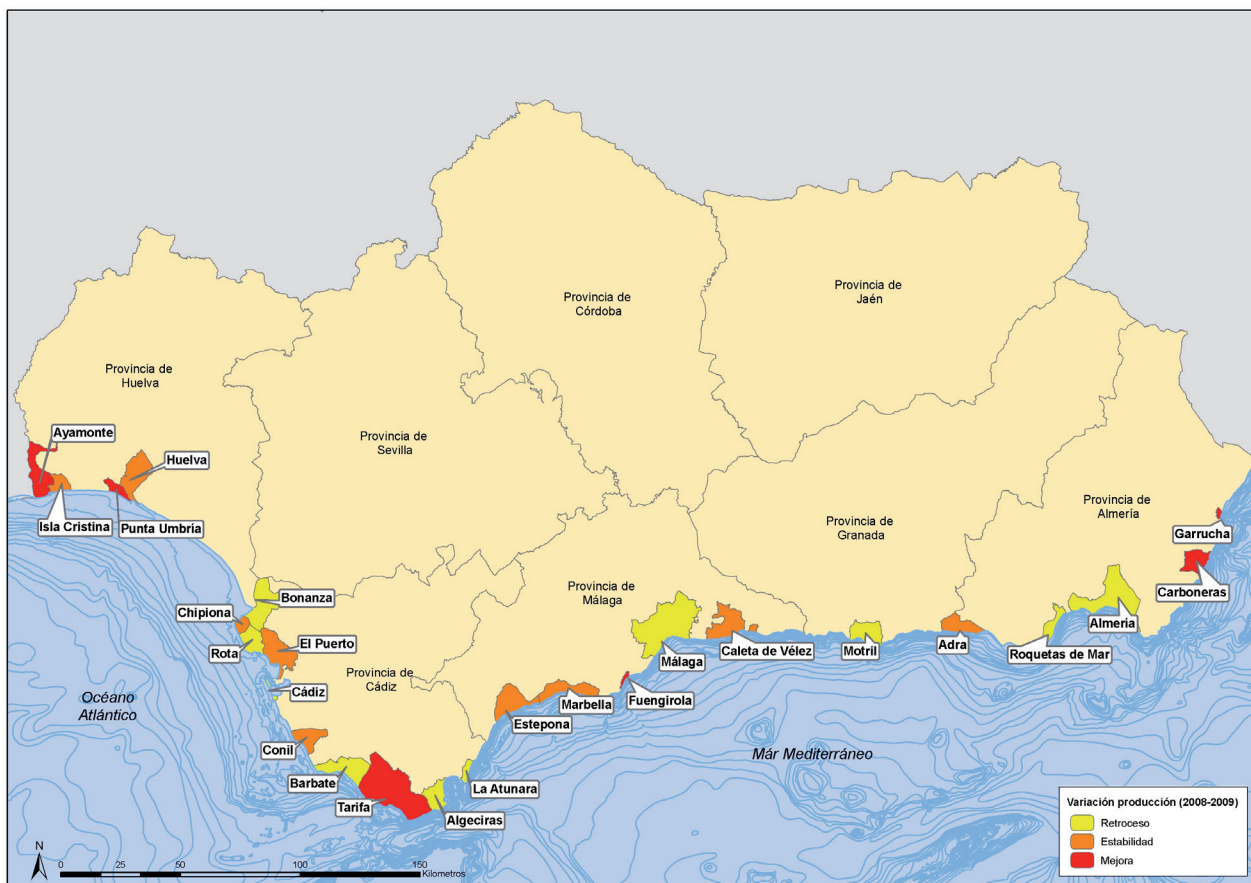 Provincia de
Córdoba
Provincia de
Jaén
Provincia de
Huelva
Provincia de
Sevilla
Provincia de
Granada
Provincia de
Almería
Provincia de
Málaga
Provincia de
Cádiz
Ayamonte
Huelva
Isla Cristina
Punta Umbría
Bonanza
Chipiona
Rota
El Puerto
Cádiz
Conil
Barbate
Tarifa
Algeciras
La Atunara
Estepona
Marbella
Fuengirola
Málaga
Caleta de Vélez
Motril
Adra
Roquetas de Mar
Almería
Carboneras
Garrucha
Océano
Atlántico
Már Mediterráneo
N
0 25 50 100 150
Kilometros
Variación producción (2008-2009)
Retroceso
Estabilidad
Mejora